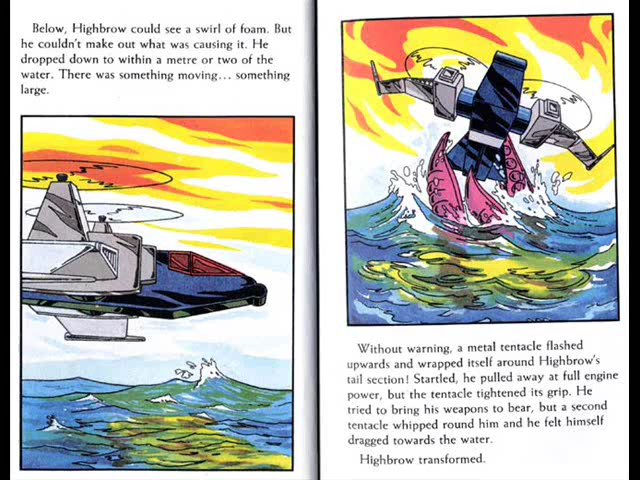 Below, Highbrow could see a swirl of foam. But
he couldn't make out what was causing it. He
dropped down to within a metre or two of the
water. There was something moving... something
large.
Without warning, a metal tentacle flashed
upwards and wrapped itself around Highbrow's
tail section! Startled, he pulled away at full engine
power, but the tentacle tightened its grip. He
tried to bring his weapons to bear, but a second
tentacle whipped round him and he felt himself
dragged towards the water.
Highbrow transformed.